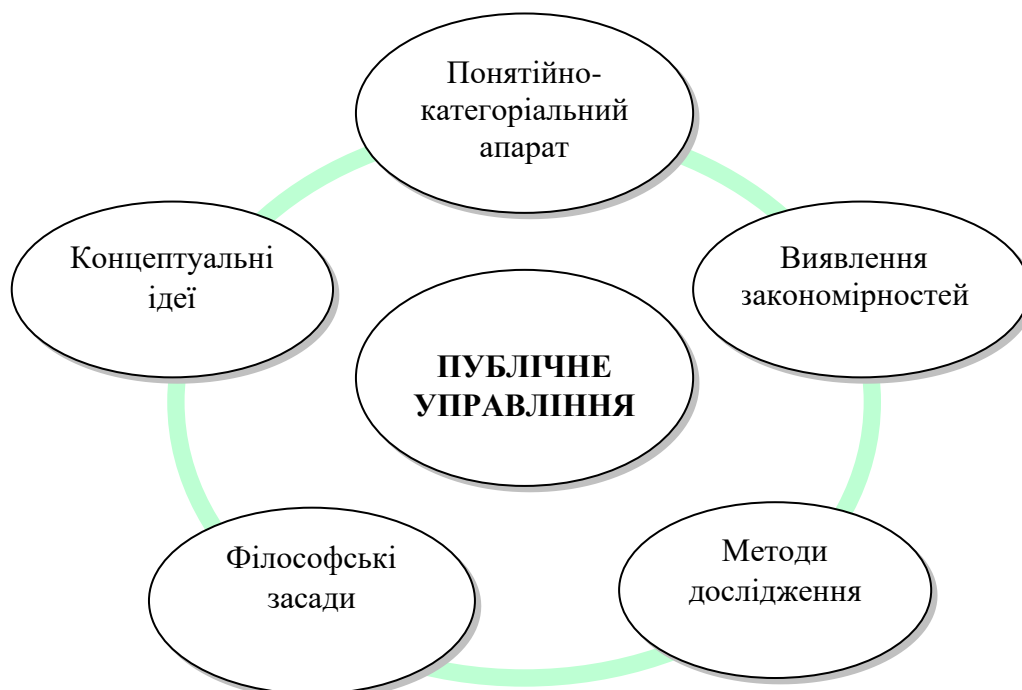 Понятійно-
категоріальний
апарат
Концептуальні
ідеї
Виявлення
закономірностей
ПУБЛІЧНЕ
УПРАВЛІННЯ
Філософські
засади
Методи
дослідження